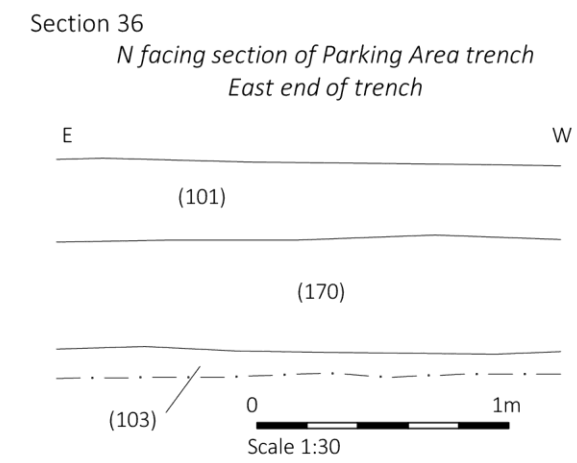 Section 36
N facing section of Parking Area trench
East end of trench
E W
(101)
(170)
(103)
0 1m
Scale 1:30